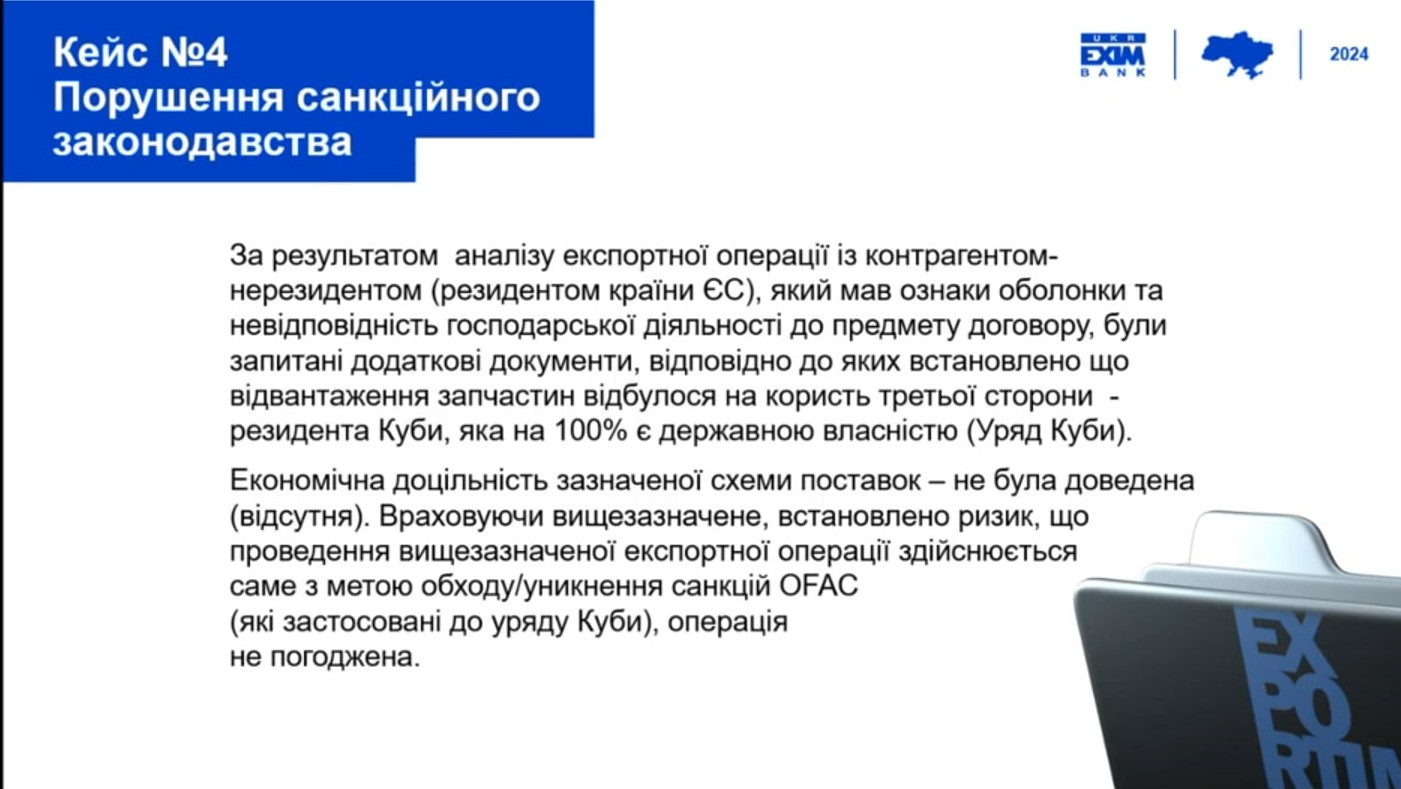 Кейс №4
Порушення санкційного
законодавства
UKR
EXIM
BANK
2024
За результатом аналізу експортної операції із контрагентом-
нерезидентом (резидентом країни ЄС), який мав ознаки оболонки та
невідповідність господарської діяльності до предмету договору, були
запитані додаткові документи, відповідно до яких встановлено що
відвантаження запчастин відбулося на користь третьої сторони -
резидента Куби, яка на 100% є державною власністю (Уряд Куби).
Економічна доцільність зазначеної схеми поставок – не була доведена
(відсутня). Враховуючи вищезазначене, встановлено ризик, що
проведення вищезазначеної експортної операції здійснюється
саме з метою обходу/уникнення санкцій OFAC
(які застосовані до уряду Куби), операція
не погоджена.
EX
PO
RTIM